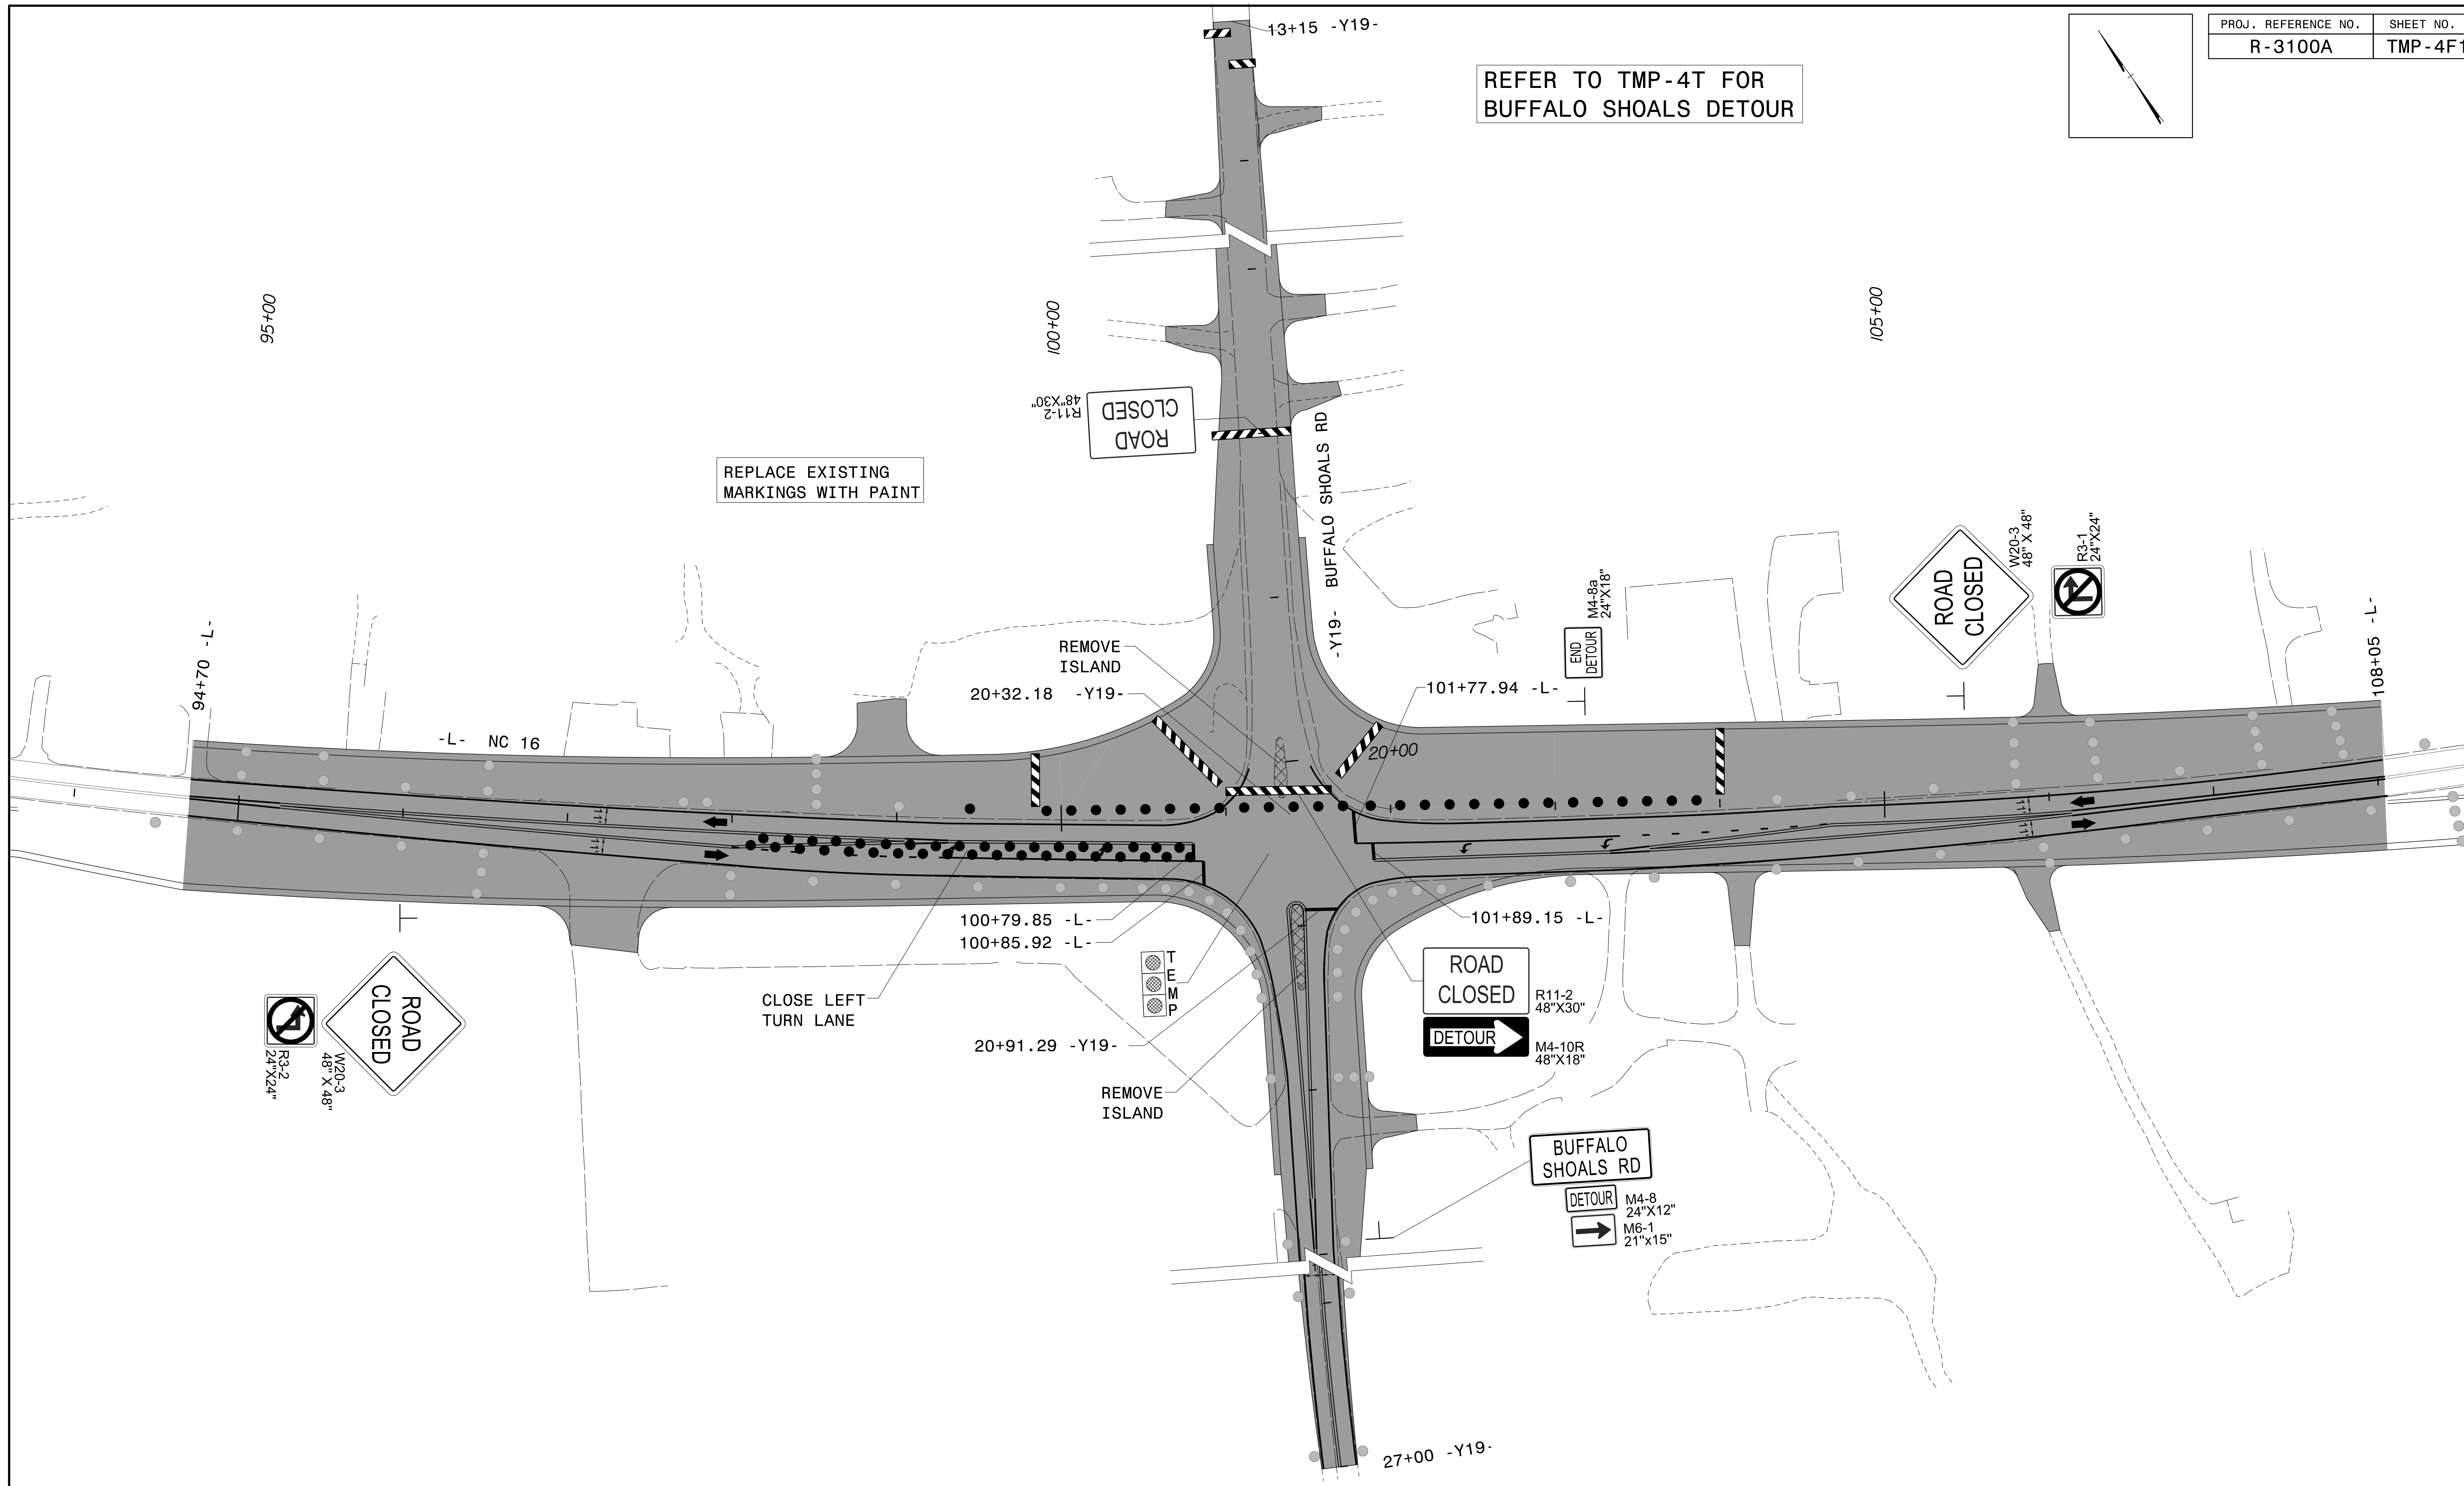 13+15 -Y19-
PROJ. REFERENCE NO.
SHEET NO.
R-3100A
TMP-4F1
REFER TO TMP-4T FOR
BUFFALO SHOALS DETOUR
95+00
100+00
105+00
R11-2
48"X30"
ROAD
CLOSED
REPLACE EXISTING
MARKINGS WITH PAINT
-Y19- BUFFALO SHOALS RD
W20-3
48" X 48"
ROAD
CLOSED
R3-1
24"X24"
M4-8a
24"X18"
END
DETOUR
94+70 -L-
108+05 -L-
REMOVE
ISLAND
20+32.18 -Y19-
101+77.94 -L-
-L- NC 16
20+00
11'
11'
11'
11'
100+79.85 -L-
100+85.92 -L-
101+89.15 -L-
CLOSE LEFT
TURN LANE
TEMP
ROAD
CLOSED
R11-2
48"X30"
DETOUR
M4-10R
48"X18"
ROAD
CLOSED
W20-3
48" X 48"
R3-2
24"X24"
20+91.29 -Y19-
REMOVE
ISLAND
BUFFALO
SHOALS RD
DETOUR
M4-8
24"X12"
M6-1
21"x15"
27+00 -Y19-